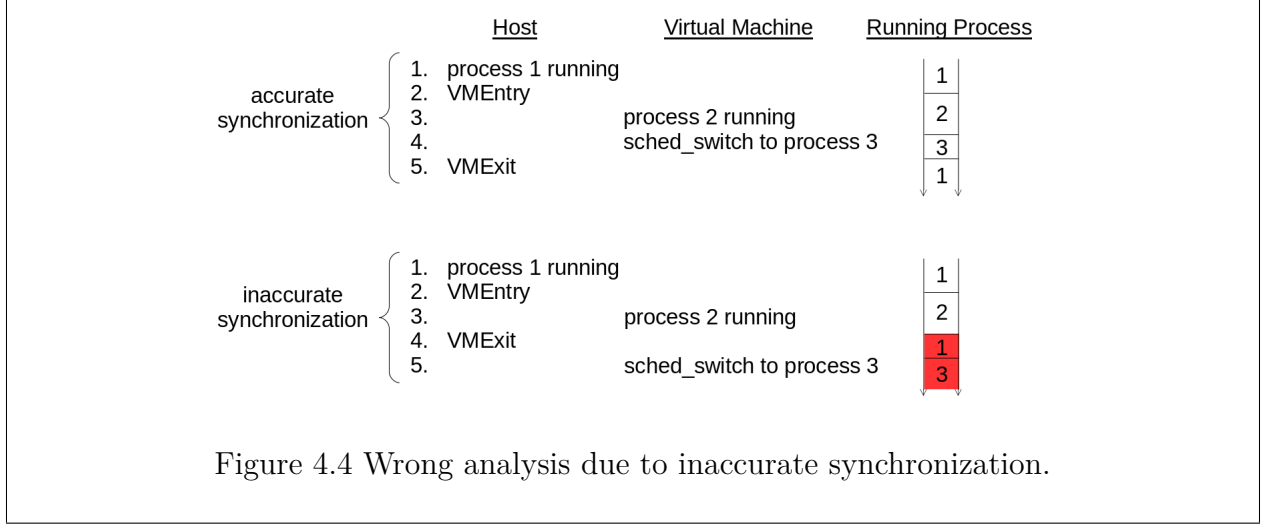 Host Virtual Machine Running Process
accurate
synchronization
1. process 1 running
2. VMEntry
3. process 2 running
4. sched_switch to process 3
5. VMExit
1
2
3
1
inaccurate
synchronization
1. process 1 running
2. VMEntry
3. process 2 running
4. VMExit
5. sched_switch to process 3
1
2
1
3
Figure 4.4 Wrong analysis due to inaccurate synchronization.